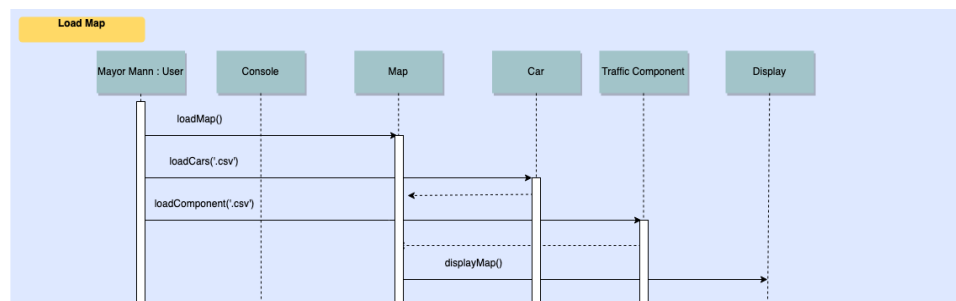 Load Map
Mayor Mann : User
Console
Map
Car
Traffic Component
Display
loadMap()
loadCars('.csv')
loadComponent('.csv')
displayMap()